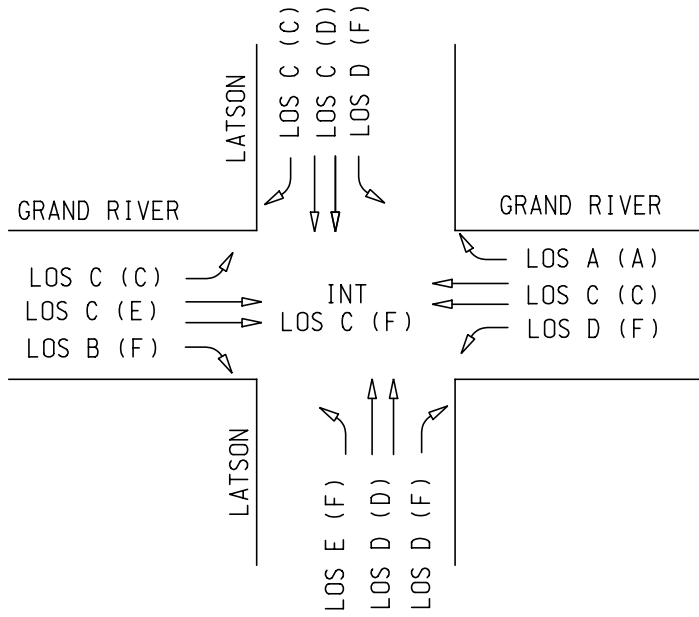 LOS C (C)
LOS C (D)
LOS D (F)
LATSON
GRAND RIVER
GRAND RIVER
LOS C (C)
LOS C (E)
LOS B (F)
INT
LOS C (F)
LOS A (A)
LOS C (C)
LOS D (F)
LATSON
LOS E (F)
LOS D (D)
LOS D (F)